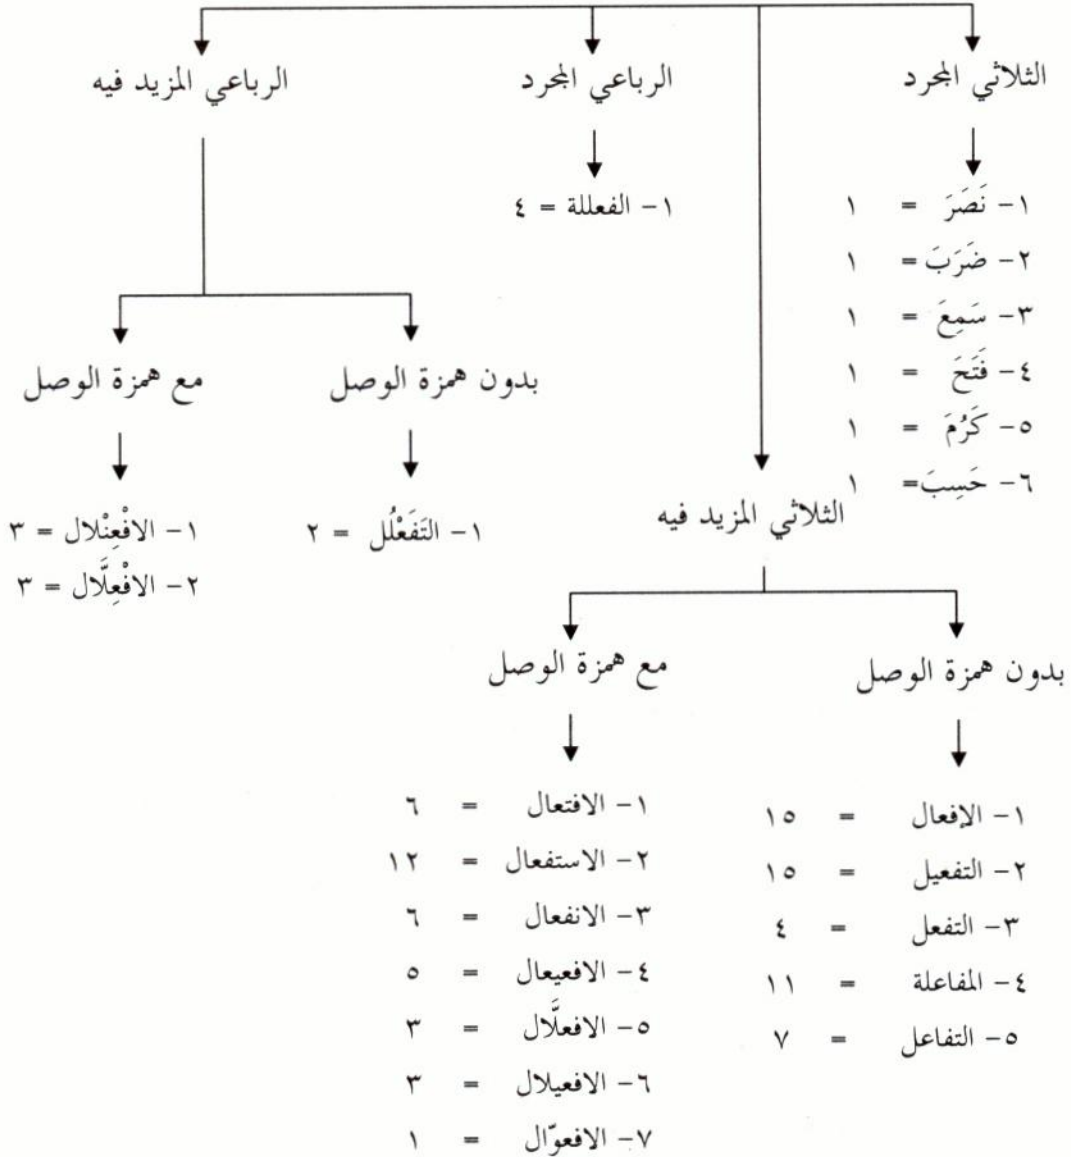 الثلاثي المجرد
١- نَصَرَ = ١
٢- ضَرَبَ = ١
٣- سَمِعَ = ١
٤- فَتَحَ = ١
٥- كَرُمَ = ١
٦- حَسِبَ = ١
الرباعي المجرد
١- الفعللة = ٤
الرباعي المزيد فيه
بدون همزة الوصل
١- التَفَعْلُل = ٢
مع همزة الوصل
١- الافْعِنْلال = ٣
٢- الافْعِلَّال = ٣
الثلاثي المزيد فيه
بدون همزة الوصل
١- الإفعال = ١٥
٢- التفعيل = ١٥
٣- التفعل = ٤
٤- المفاعلة = ١١
٥- التفاعل = ٧
مع همزة الوصل
١- الافتعال = ٦
٢- الاستفعال = ١٢
٣- الانفعال = ٦
٤- الافعيعال = ٥
٥- الافعلَّال = ٣
٦- الافعيلال = ٣
٧- الافعوّال = ١